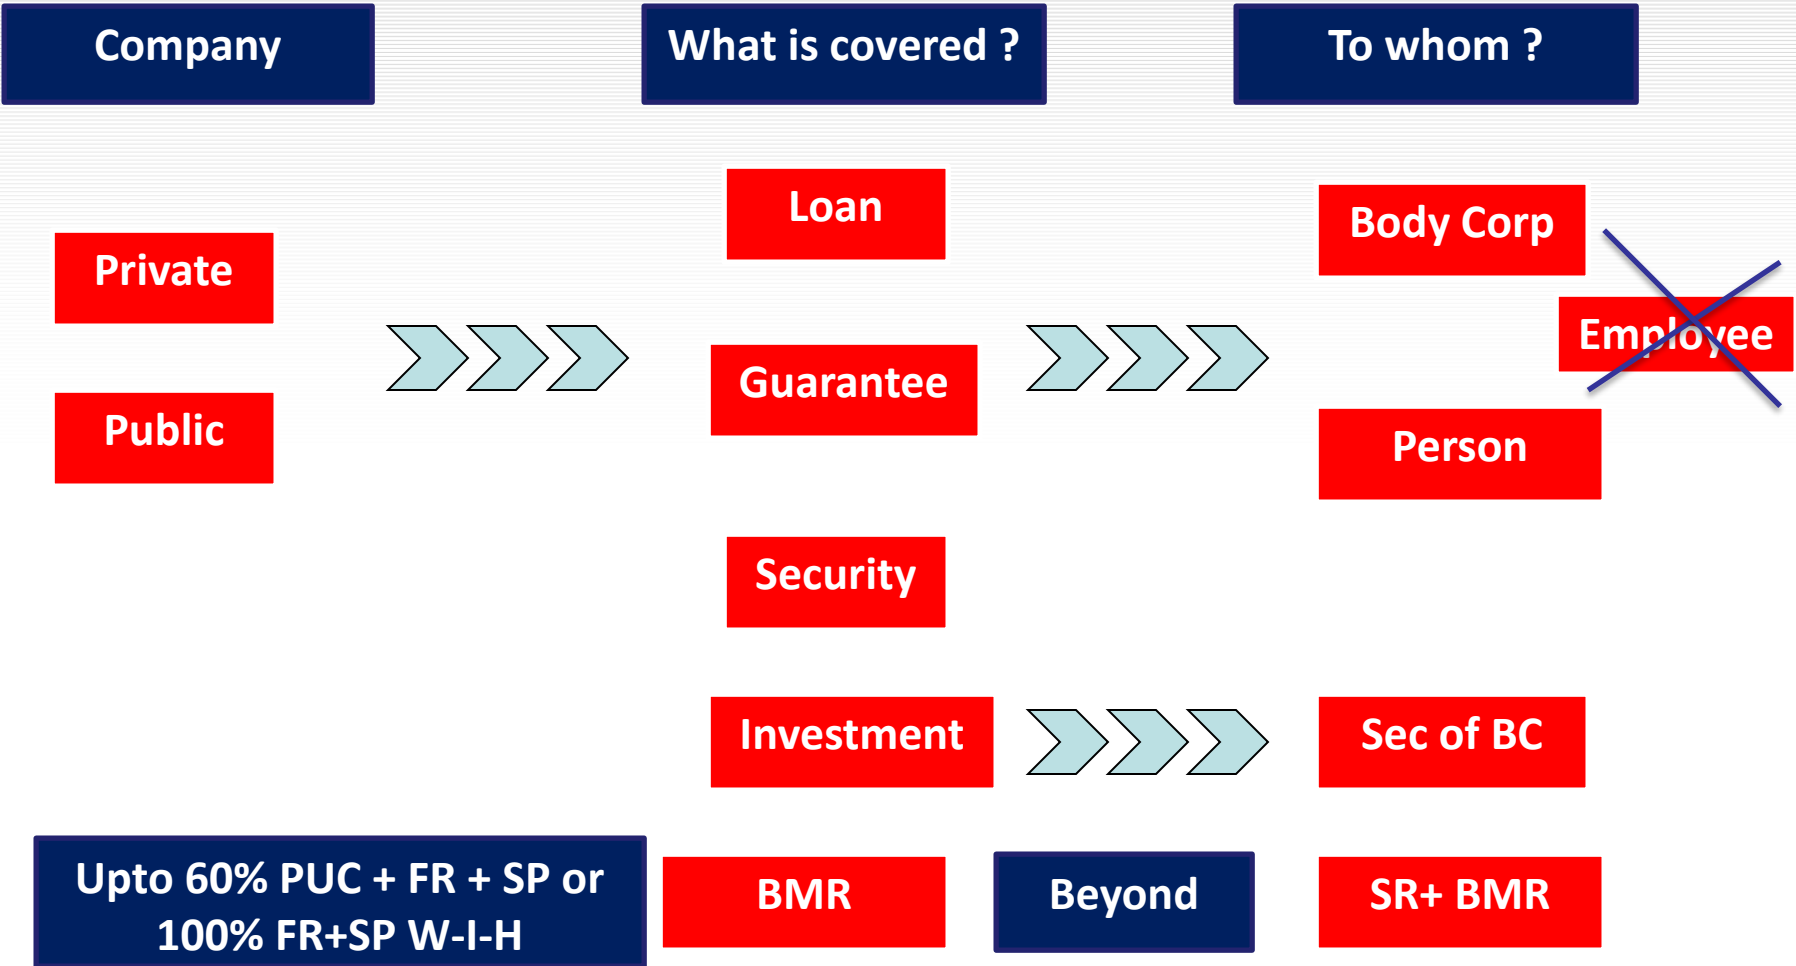 Company
What is covered ?
To whom ?
Private
Public
Loan
Guarantee
Security
Investment
Body Corp
Employee
Person
Sec of BC
Upto 60% PUC + FR + SP or
100% FR+SP W-I-H
BMR
Beyond
SR+ BMR